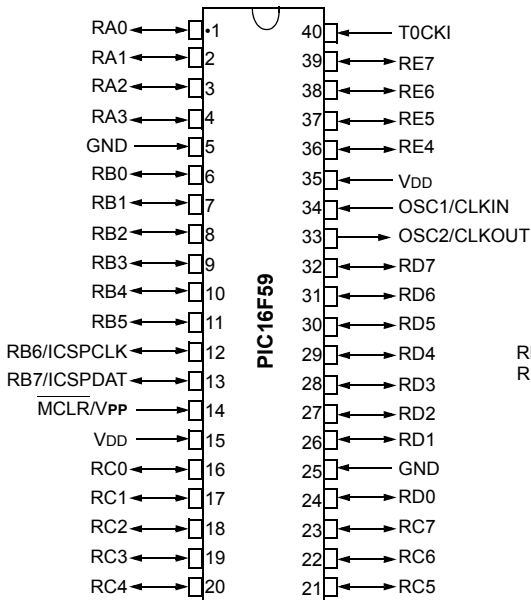 RA0 •1 40 T0CKI
RA1 2 39 RE7
RA2 3 38 RE6
RA3 4 37 RE5
GND 5 36 RE4
RB0 6 35 VDD
RB1 7 34 OSC1/CLKIN
RB2 8 33 OSC2/CLKOUT
RB3 9 32 RD7
RB4 10 31 RD6
RB5 11 30 RD5
RB6/ICSPCLK 12 29 RD4
RB7/ICSPDAT 13 28 RD3
MCLR/VPP 14 27 RD2
VDD 15 26 RD1
RC0 16 25 GND
RC1 17 24 RD0
RC2 18 23 RC7
RC3 19 22 RC6
RC4 20 21 RC5
PIC16F59
R
R